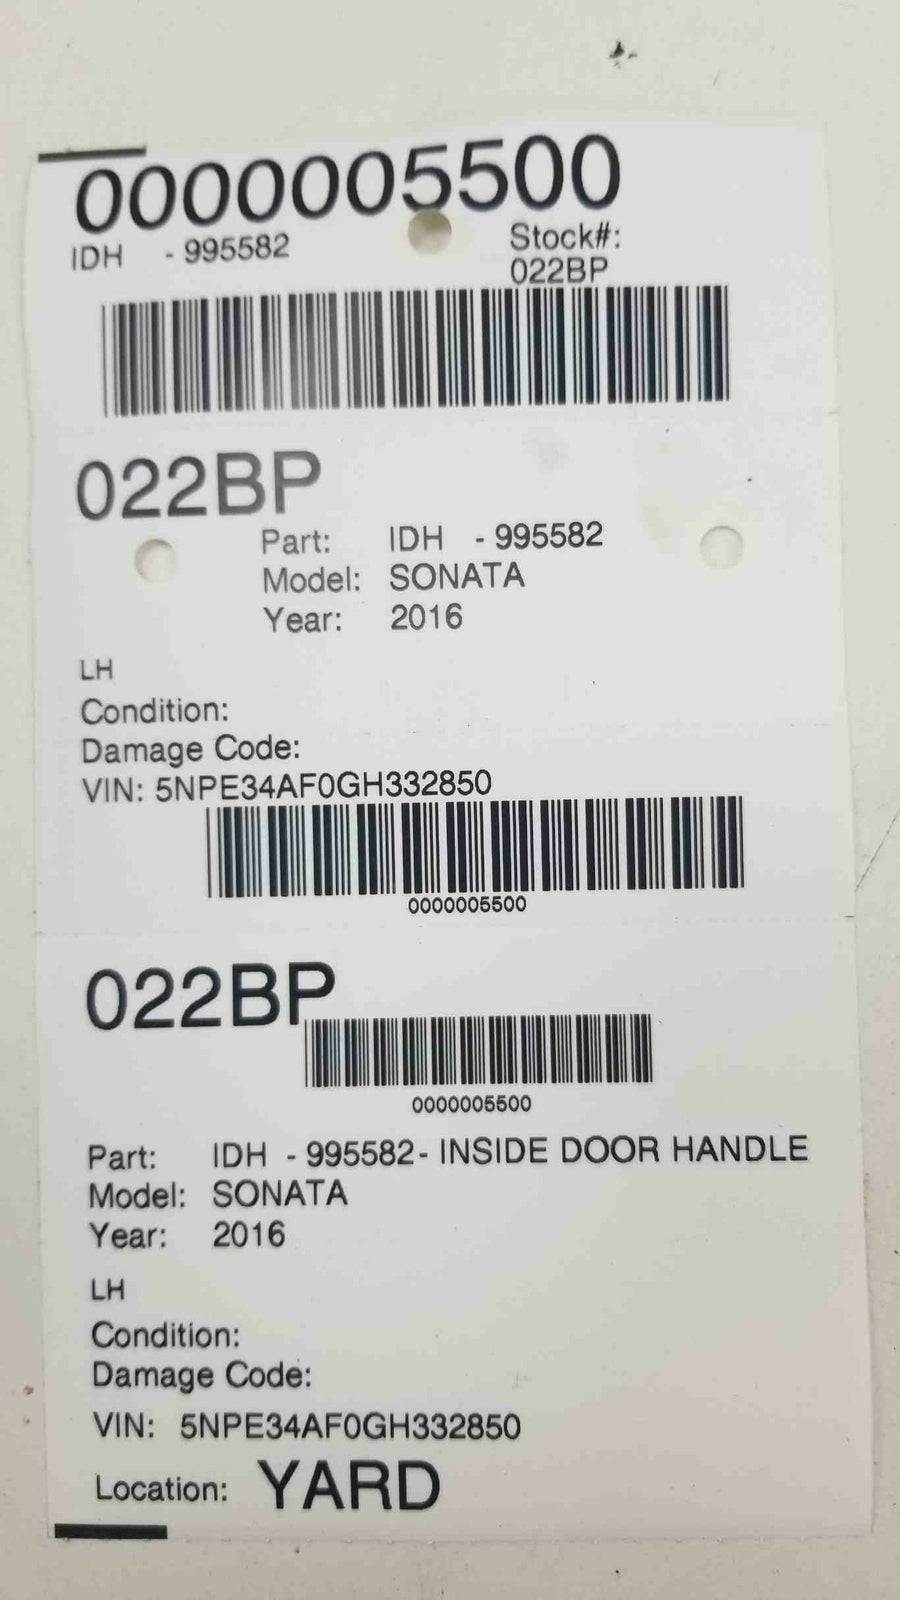 0000005500
IDH - 995582
Stock#:
022BP
022BP
Part: IDH - 995582
Model: SONATA
Year: 2016
LH
Condition:
Damage Code:
VIN: 5NPE34AF0GH332850
0000005500
022BP
0000005500
Part: IDH - 995582- INSIDE DOOR HANDLE
Model: SONATA
Year: 2016
LH
Condition:
Damage Code:
VIN: 5NPE34AF0GH332850
Location: YARD